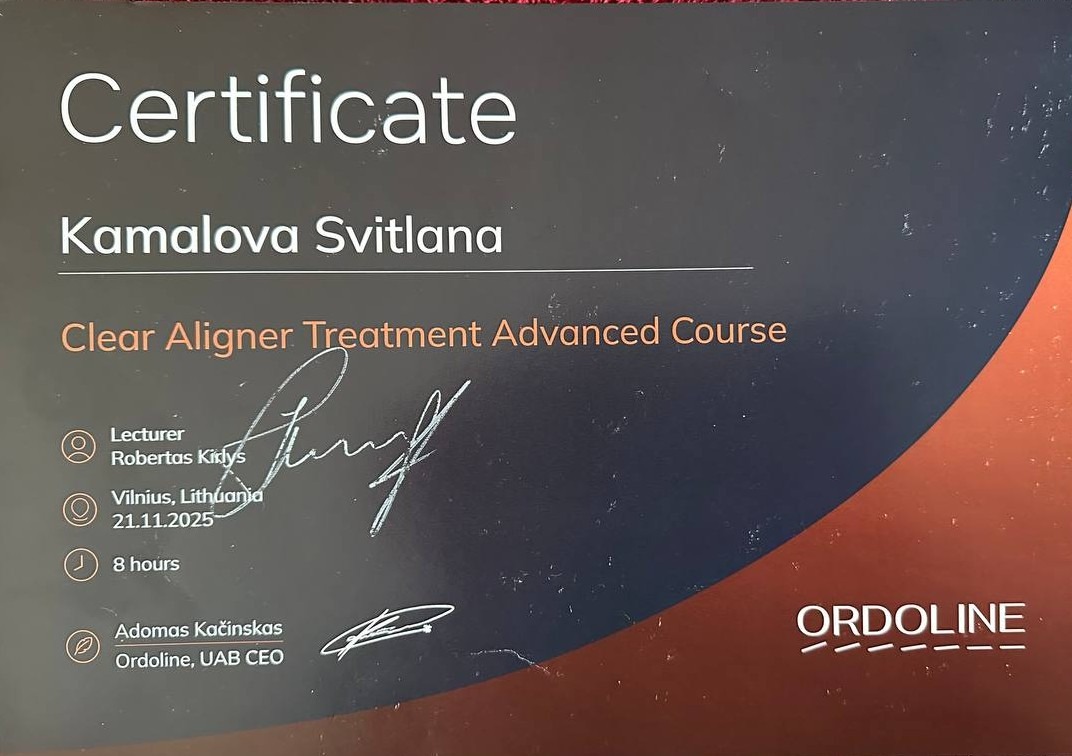 Certificate
Kamalova Svitlana
Clear Aligner Treatment Advanced Course
Lecturer
Robertas Kidys
Vilnius, Lithuania
21.11.2025
8 hours
Adomas Kačinskas
Ordoline, UAB CEO
ORDOLINE